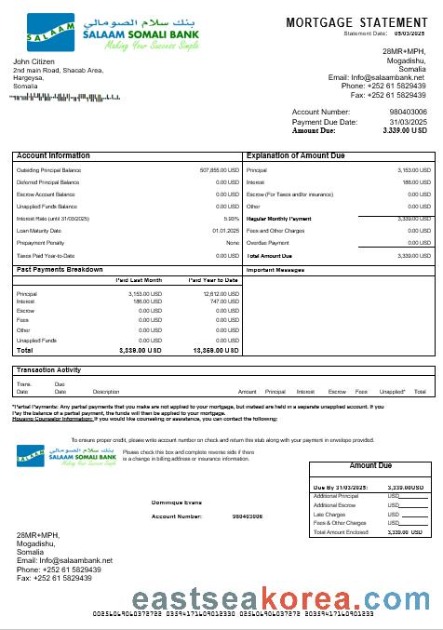 بنك سلام الصومالي
SALAAM SOMALI BANK
Making Your Success Simple
SALAAM
MORTGAGE STATEMENT
Statement Date: 05/03/2025
John Citizen
2nd main Road, Shacab Area,
Hargeysa,
Somalia
28MR+MPH,
Mogadishu,
Somalia
Email: Info@salaambank.net
Phone: +252 61 5829439
Fax: +252 61 5829439
Account Number: 980403006
Payment Due Date: 31/03/2025
Amount Due: 3,339.00 USD
Account Information
Outstanding Principal Balance 507,855.00 USD
Deferred Principal Balance 0.00 USD
Escrow Account Balance 0.00 USD
Unapplied Funds Balance 0.00 USD
Interest Rate (until 31/03/2025)
Loan Maturity Date 01.01.2025
Prepayment Penalty None
Taxes Paid Year-to-Date 0.00 USD
Explanation of Amount Due
Principal 3,153.00 USD
Interest 186.00 USD
Escrow (For Taxes and/or insurance) 0.00 USD
Other 0.00 USD
Regular Monthly Payment 3,339.00 USD
Fees and Other Charges 0.00 USD
Overdue Payment 0.00 USD
Total Amount Due 3,339.00 USD
Past Payments Breakdown
Paid Last Month Paid Year to Date
Principal 3,153.00 USD 12,612.00 USD
Interest 186.00 USD 747.00 USD
Escrow 0.00 USD 0.00 USD
Fees 0.00 USD 0.00 USD
Other 0.00 USD 0.00 USD
Unapplied Funds 0.00 USD 0.00 USD
Total 3,339.00 USD 13,359.00 USD
Important Messages
Transaction Activity
Trans. Date Due Date Description Amount Principal Interest Escrow Fees Unapplied* Total
*Partial Payments: Any partial payments that you make are not applied to your mortgage, but instead are held in a separate unapplied account. If you
Pay the balance of a partial payment, the funds will then be applied to your mortgage.
Housing Counselor Information: If you would like counseling or assistance, you can contact the following:
To ensure proper credit, please write account number on check and return this stub along with your payment in envelope provided.
بنك سلام الصومالي
SALAAM SOMALI BANK
Making Your Success Simple
SALAAM
Please check this box and complete reverse side if there
is a change in billing address or insurance information.
Amount Due
Due By 31/03/2025: 3,339.00USD
Additional Principal USD
Additional Escrow USD
Late Charges USD
Fees & Other Charges USD
Total Amount Enclosed: 3,339.00 USD
Dominique Evans
Account Number: 980403006
28MR+MPH,
Mogadishu,
Somalia
Email: Info@salaambank.net
Phone: +252 61 5829439
Fax: +252 61 5829439
eastseakorea.com